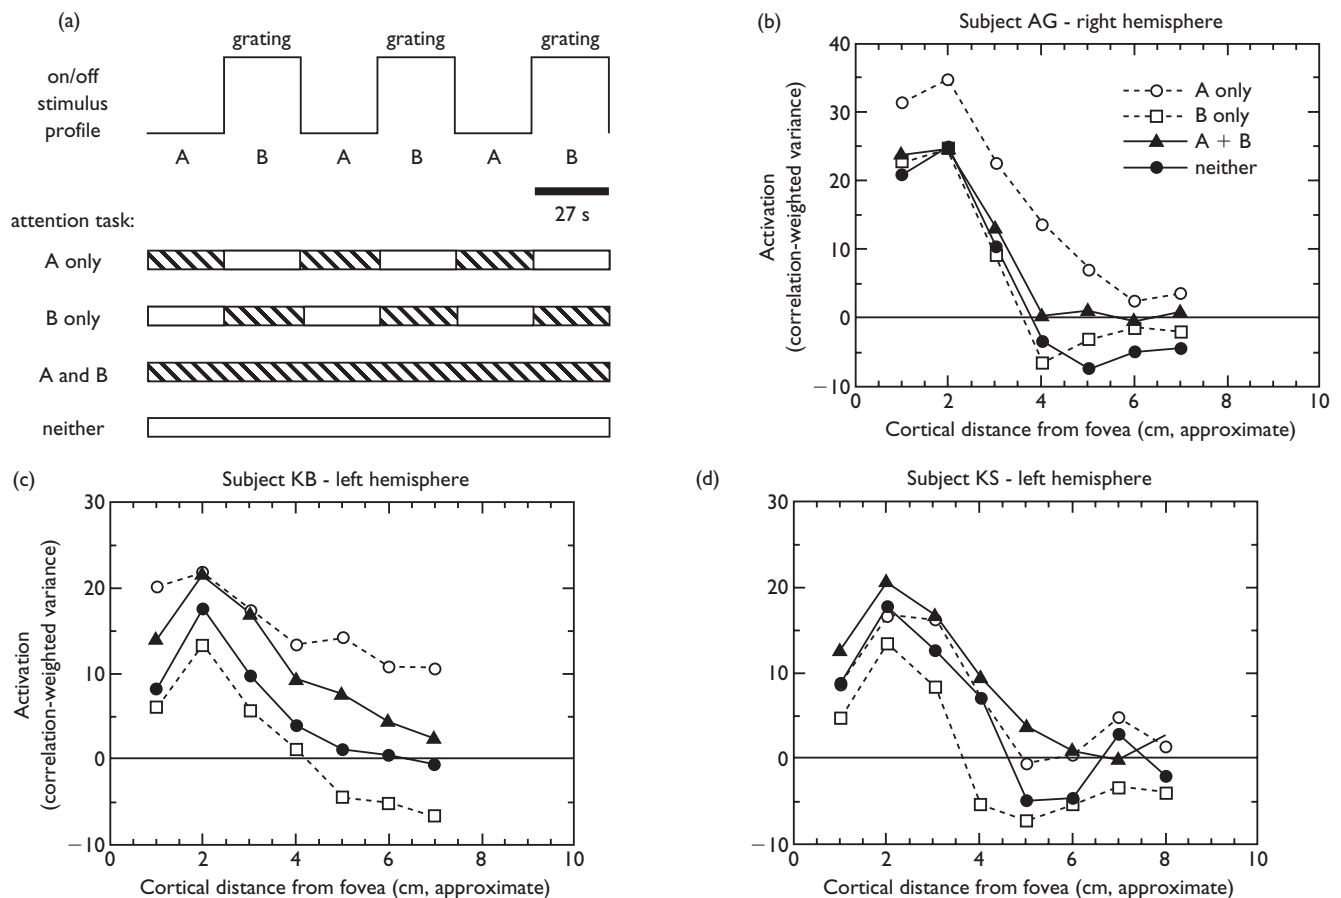 (a)
grating grating grating
on/off
stimulus
profile
A B A B A B
27 s
attention task:
A only
B only
A and B
neither
(b)
Subject AG - right hemisphere
Activation
(correlation-weighted variance)
40
30
20
10
0
−10
A only
B only
A + B
neither
0 2 4 6 8 10
Cortical distance from fovea (cm, approximate)
(c)
Subject KB - left hemisphere
Activation
(correlation-weighted variance)
30
20
10
0
−10
0 2 4 6 8 10
Cortical distance from fovea (cm, approximate)
(d)
Subject KS - left hemisphere
30
20
10
0
−10
0 2 4 6 8 10
Cortical distance from fovea (cm, approximate)